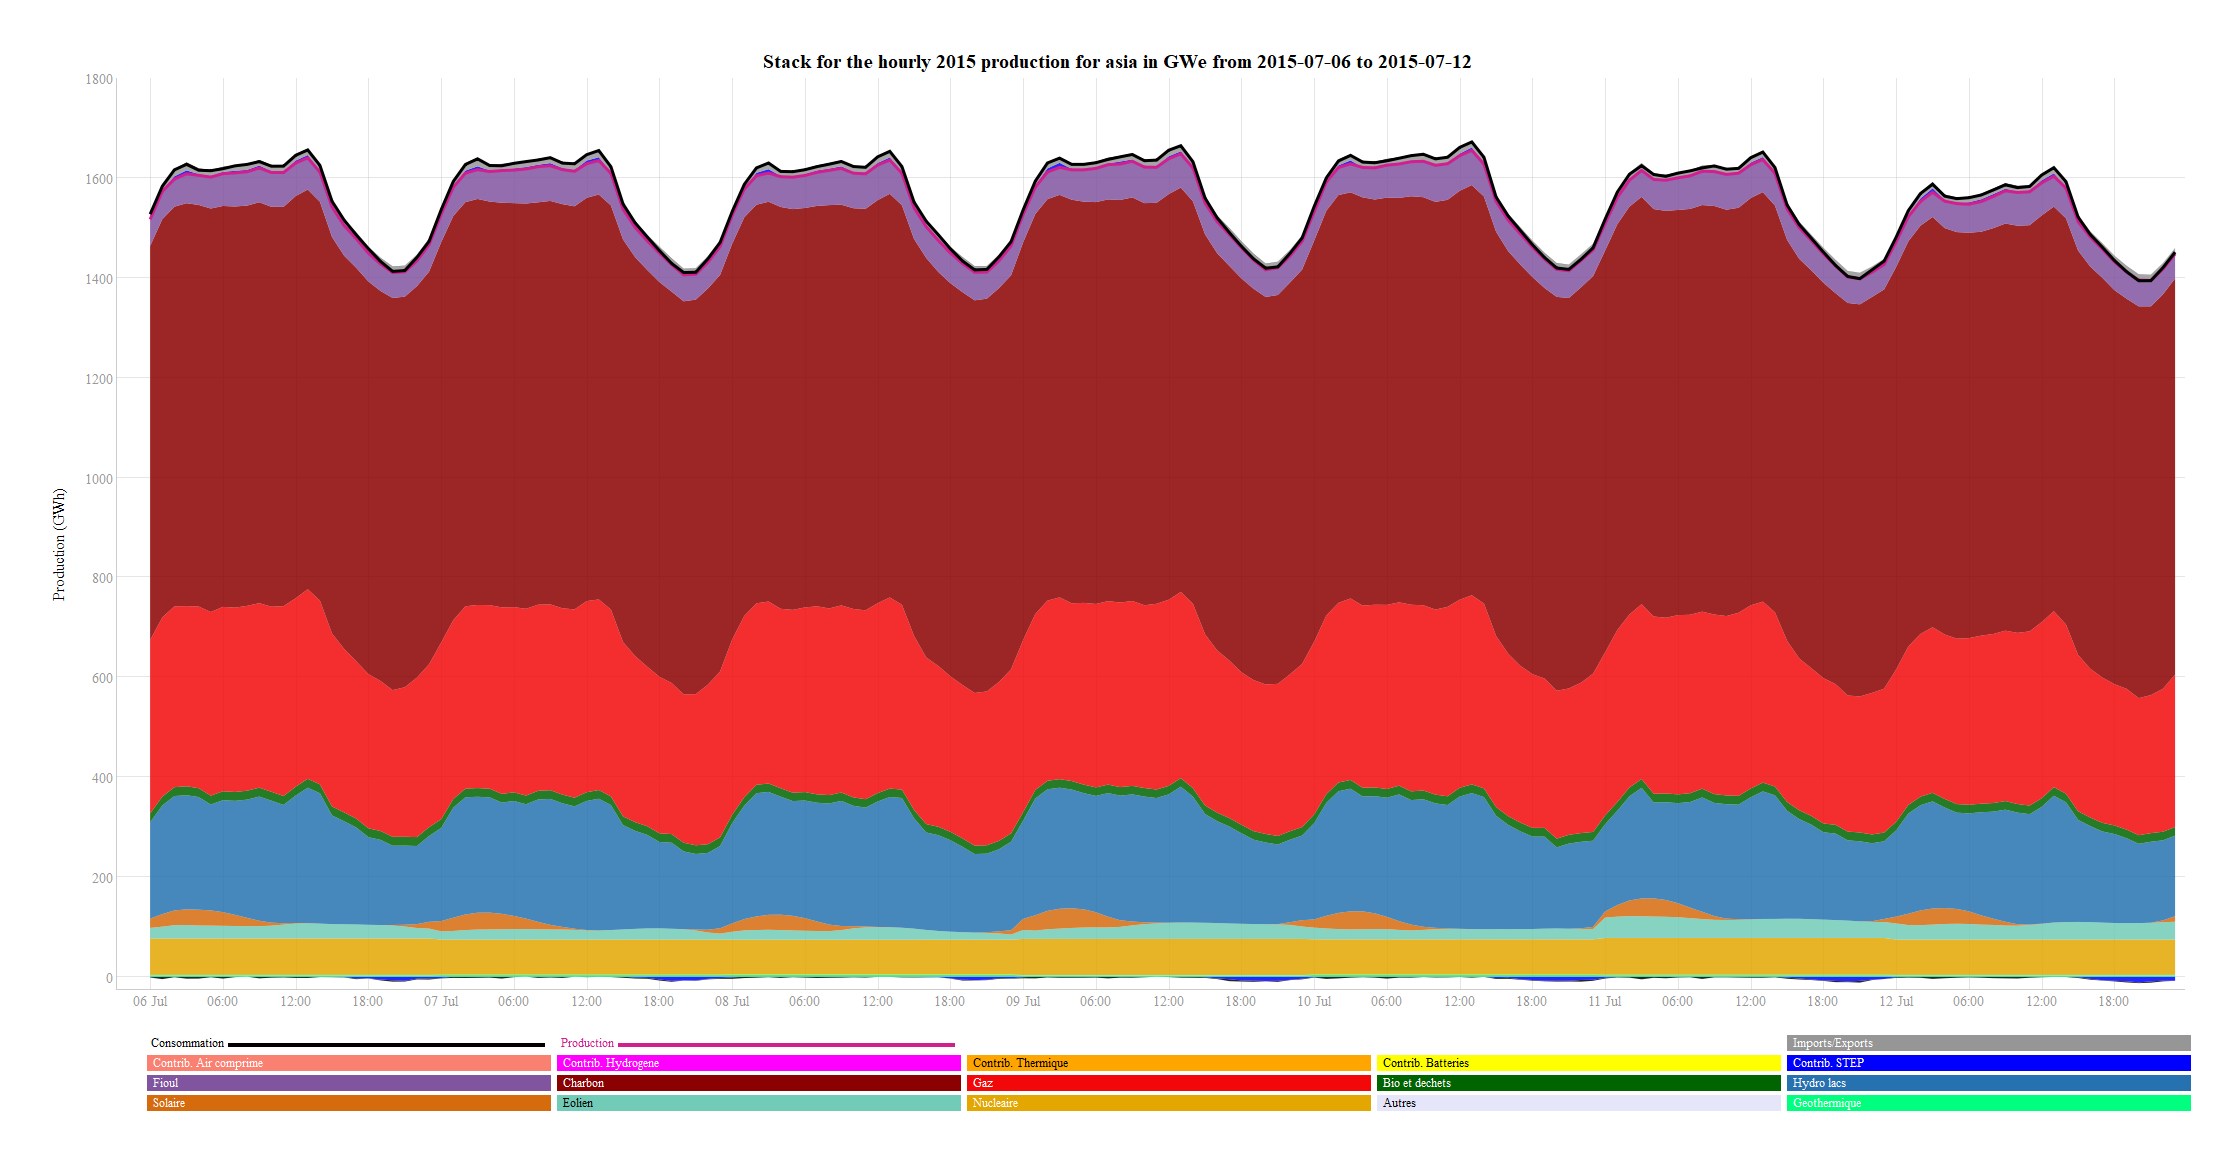 Stack for the hourly 2015 production for asia in GWe from 2015-07-06 to 2015-07-12
Production (GWh)
1800
1600
1400
1200
1000
800
600
400
200
0
06 Jul 06:00 12:00 18:00 07 Jul 06:00 12:00 18:00 08 Jul 06:00 12:00 18:00 09 Jul 06:00 12:00 18:00 10 Jul 06:00 12:00 18:00 11 Jul 06:00 12:00 18:00 12 Jul 06:00 12:00 18:00
Consommation Production Imports/Exports
Contrib. Air comprime Contrib. Hydrogene Contrib. Thermique Contrib. Batteries Contrib. STEP
Fioul Charbon Gaz Bio et dechets Hydro lacs
Solaire Eolien Nucleaire Autres Geothermique